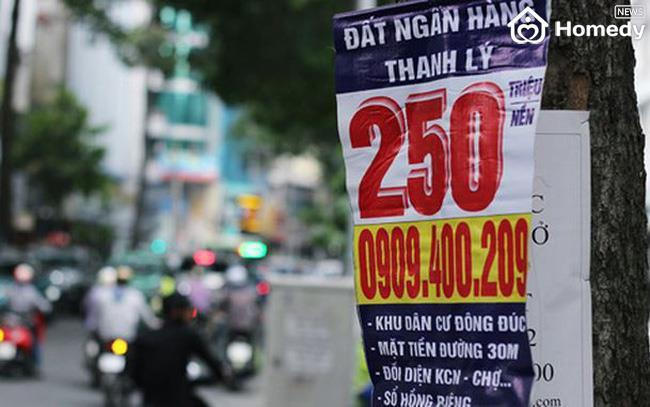 NEWS
Homedy
ĐẤT NGÂN HÀNG
THANH LÝ
250 TRIỆU/NỀN
0909.400.209
- KHU DÂN CƯ ĐÔNG ĐÚC
- MẶT TIỀN ĐƯỜNG 30M
- ĐỐI DIỆN KCN - CHỢ...
- SỔ HỒNG RIÊNG